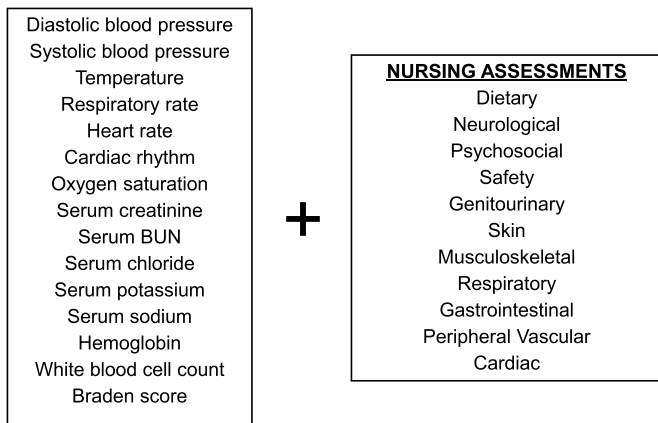 Diastolic blood pressure
Systolic blood pressure
Temperature
Respiratory rate
Heart rate
Cardiac rhythm
Oxygen saturation
Serum creatinine
Serum BUN
Serum chloride
Serum potassium
Serum sodium
Hemoglobin
White blood cell count
Braden score
+
NURSING ASSESSMENTS
Dietary
Neurological
Psychosocial
Safety
Genitourinary
Skin
Musculoskeletal
Respiratory
Gastrointestinal
Peripheral Vascular
Cardiac